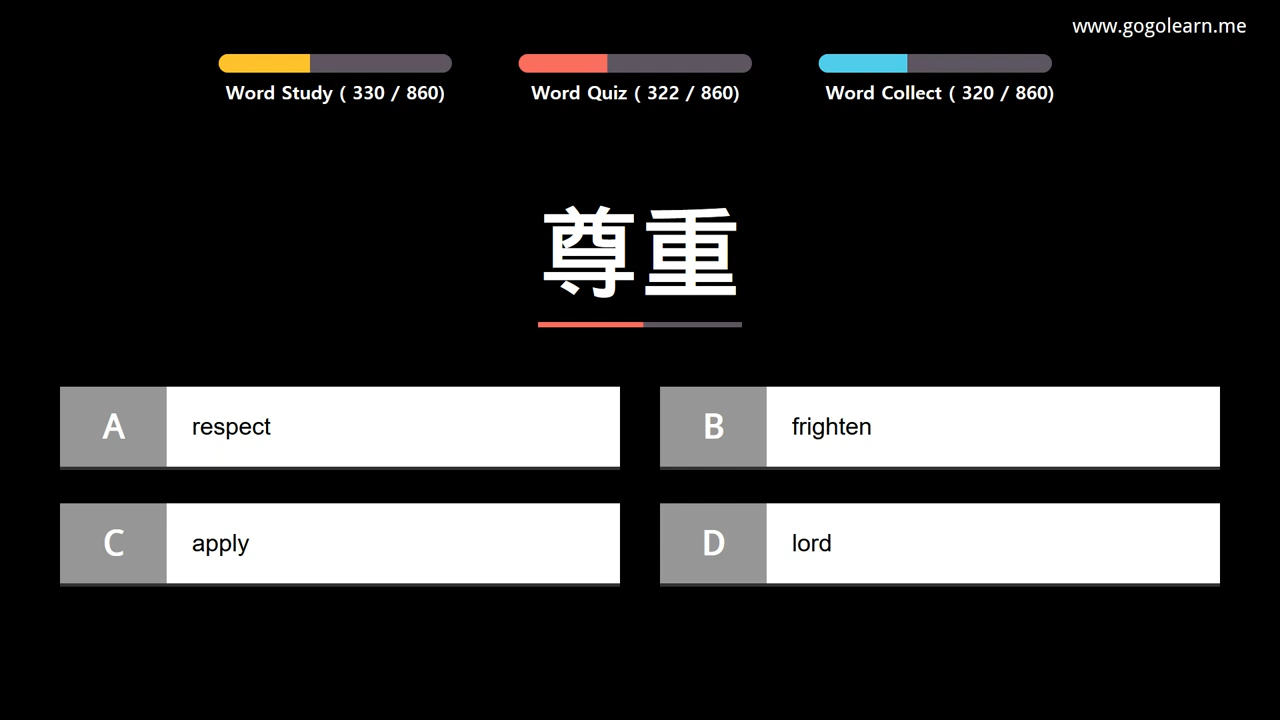 www.gogolearn.me
Word Study ( 330 / 860)
Word Quiz ( 322 / 860)
Word Collect ( 320 / 860)
尊重
A respect
B frighten
C apply
D lord